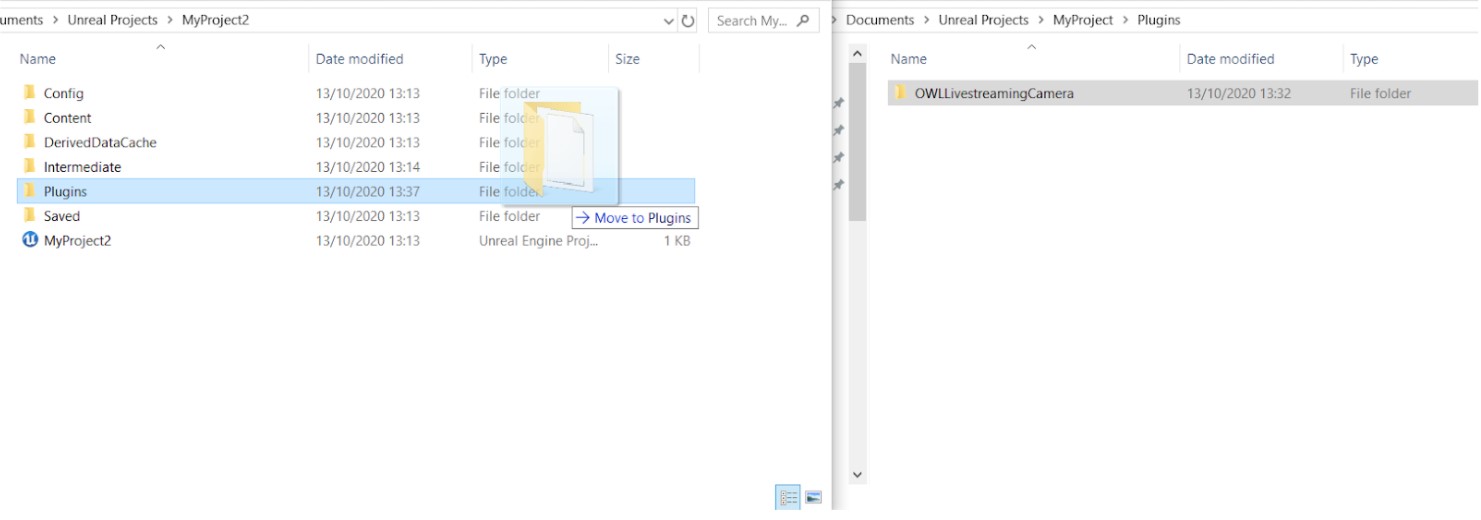 uments > Unreal Projects > MyProject2
Search My...
Name Date modified Type Size
Config 13/10/2020 13:13 File folder
Content 13/10/2020 13:13 File folder
DerivedDataCache 13/10/2020 13:13 File folder
Intermediate 13/10/2020 13:14 File folder
Plugins 13/10/2020 13:37 File folder
Saved 13/10/2020 13:13 File folder
→ Move to Plugins
MyProject2 13/10/2020 13:13 Unreal Engine Proj... 1 KB
> Documents > Unreal Projects > MyProject > Plugins
Name Date modified Type
OWLLivestreamingCamera 13/10/2020 13:32 File folder